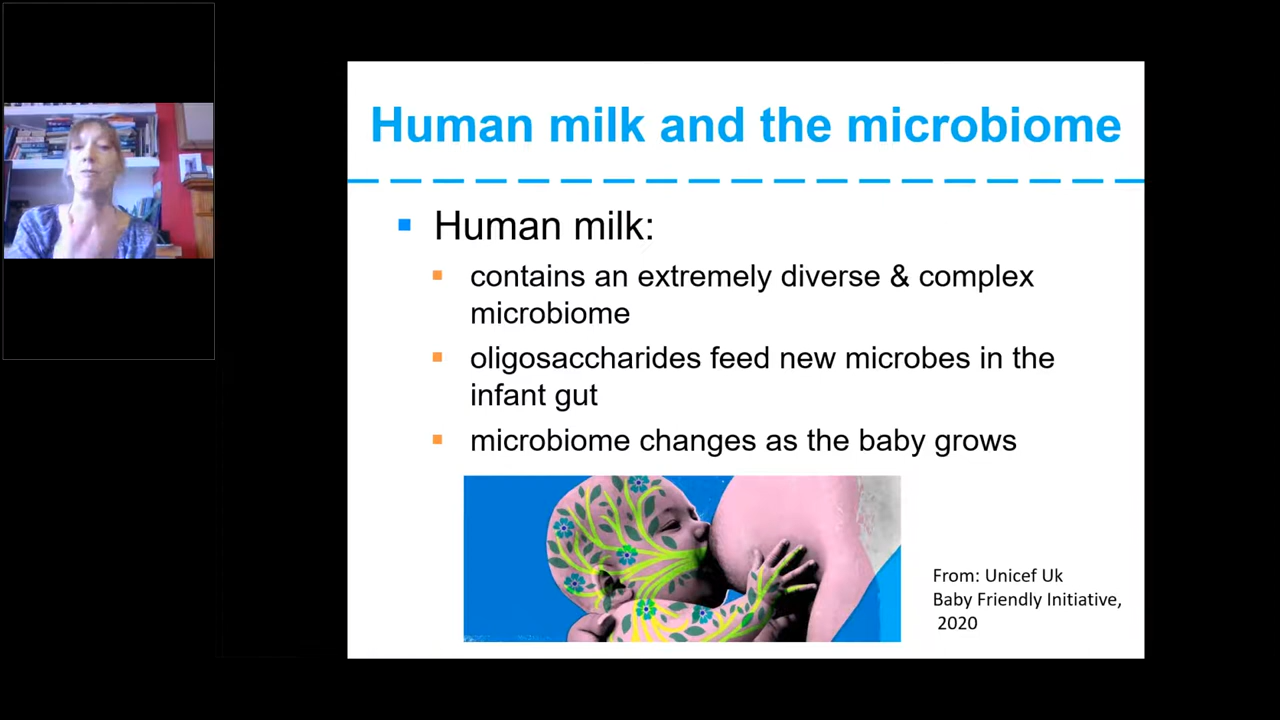 Human milk and the microbiome
Human milk:
contains an extremely diverse & complex
microbiome
oligosaccharides feed new microbes in the
infant gut
microbiome changes as the baby grows
From: Unicef Uk
Baby Friendly Initiative,
2020